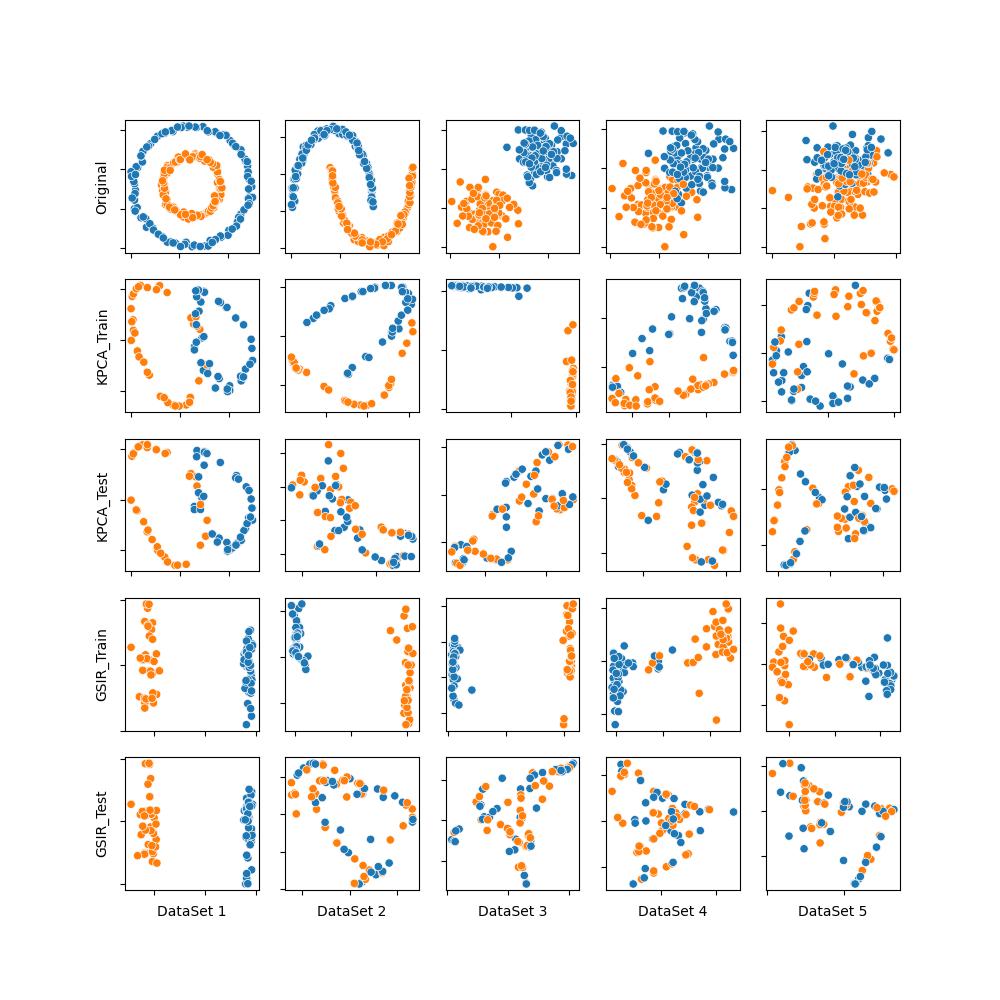 Original
KPCA_Train
KPCA_Test
GSIR_Train
GSIR_Test
DataSet 1
DataSet 2
DataSet 3
DataSet 4
DataSet 5